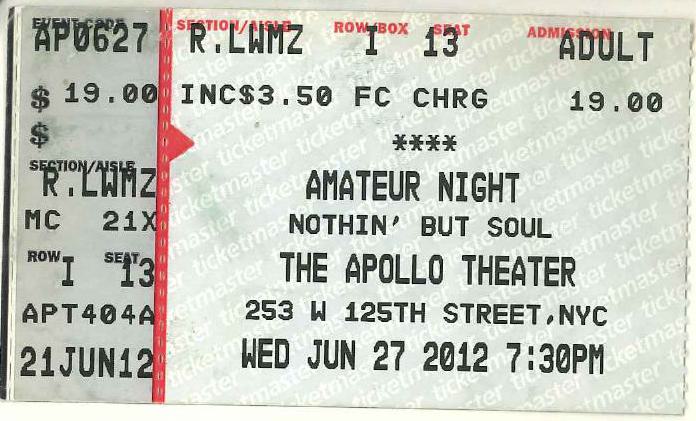 EVENT CODE
AP0627
$ 19.00
$
SECTION/AISLE
R.LWMZ
MC 21X
ROW SEAT
I 13
APT404A
21JUN12
SECTION/AISLE ROW/BOX SEAT ADMISSION
R.LWMZ I 13 ADULT
INC$3.50 FC CHRG 19.00
****
AMATEUR NIGHT
NOTHIN' BUT SOUL
THE APOLLO THEATER
253 W 125TH STREET,NYC
WED JUN 27 2012 7:30PM
ticketmaster